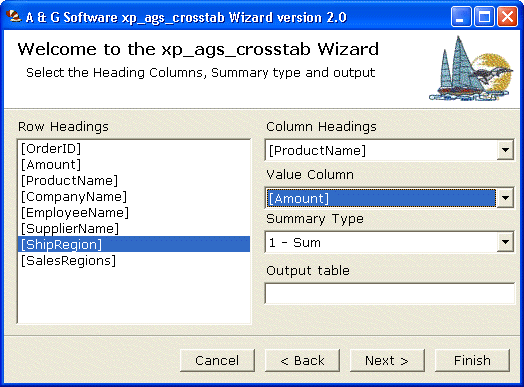 A & G Software xp_ags_crosstab Wizard version 2.0
Welcome to the xp_ags_crosstab Wizard
Select the Heading Columns, Summary type and output
Row Headings
[OrderID]
[Amount]
[ProductName]
[CompanyName]
[EmployeeName]
[SupplierName]
[ShipRegion]
[SalesRegions]
Column Headings
[ProductName]
Value Column
[Amount]
Summary Type
1 - Sum
Output table
Cancel
< Back
Next >
Finish